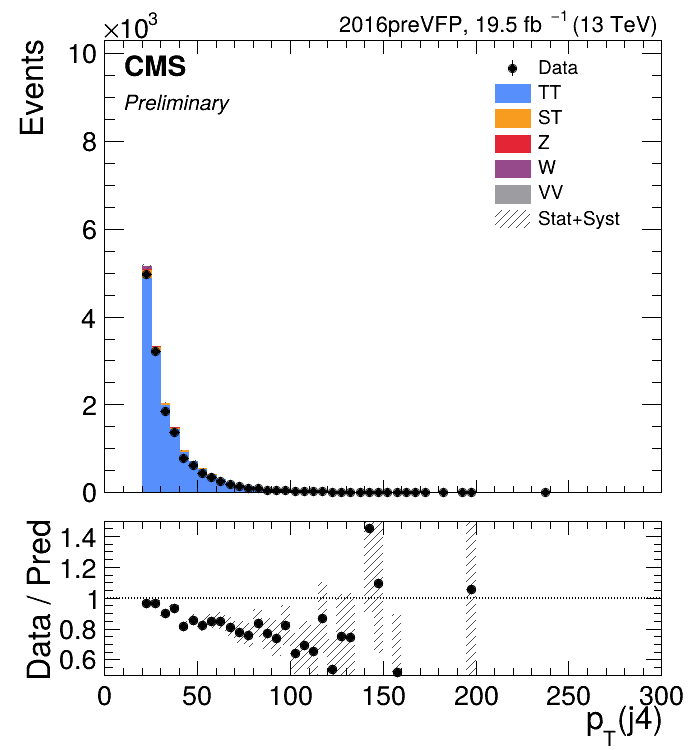 ×10³
2016preVFP, 19.5 fb⁻¹ (13 TeV)
Events
10
8
6
4
2
0
CMS
Preliminary
Data
TT
ST
Z
W
VV
Stat+Syst
Data / Pred
1.4
1.2
1
0.8
0.6
0 50 100 150 200 250 300
p_T(j4)